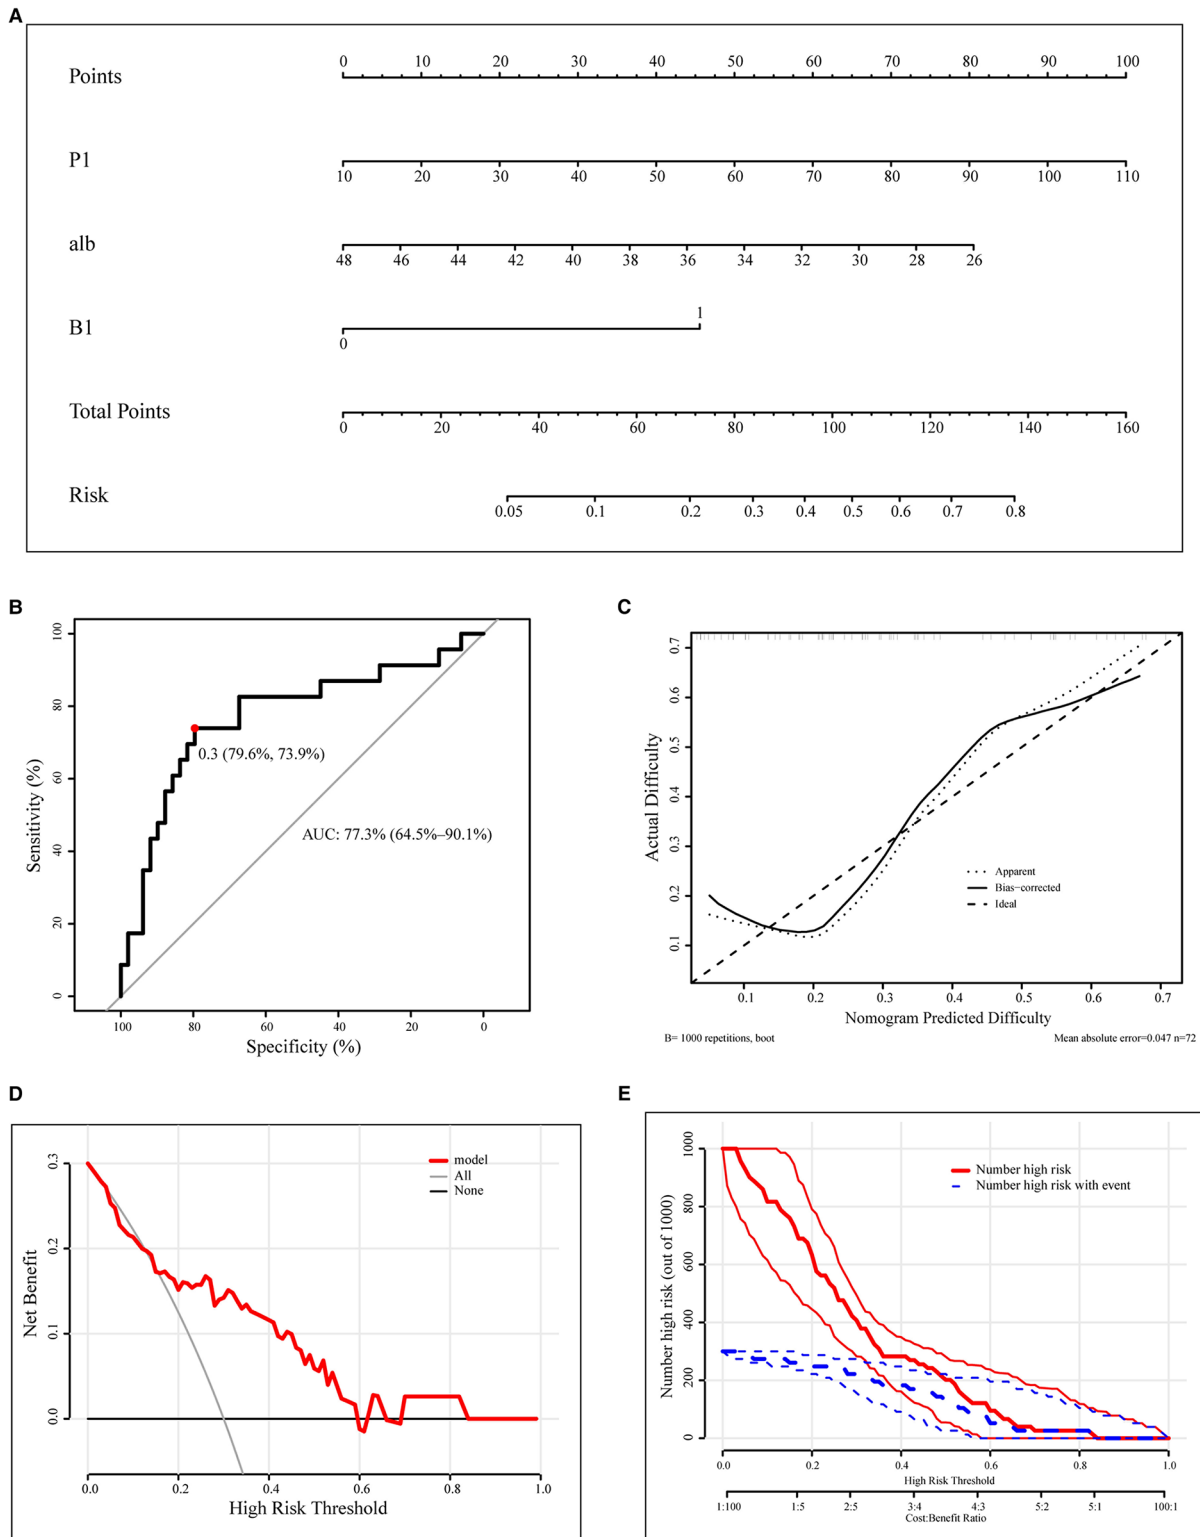 A
Points
0 10 20 30 40 50 60 70 80 90 100
P1
10 20 30 40 50 60 70 80 90 100 110
alb
48 46 44 42 40 38 36 34 32 30 28 26
B1
1
0
Total Points
0 20 40 60 80 100 120 140 160
Risk
0.05 0.1 0.2 0.3 0.4 0.5 0.6 0.7 0.8
B
Sensitivity (%)
100
80
60
40
20
0
0.3 (79.6%, 73.9%)
AUC: 77.3% (64.5%–90.1%)
100 80 60 40 20 0
Specificity (%)
C
Actual Difficulty
0.7
0.6
0.5
0.4
0.3
0.2
0.1
Apparent
Bias−corrected
Ideal
0.1 0.2 0.3 0.4 0.5 0.6 0.7
Nomogram Predicted Difficulty
B= 1000 repetitions, boot
Mean absolute error=0.047 n=72
D
Net Benefit
0.3
0.2
0.1
0.0
model
All
None
0.0 0.2 0.4 0.6 0.8 1.0
High Risk Threshold
E
Number high risk (out of 1000)
1000
800
600
400
200
0
Number high risk
Number high risk with event
0.0 0.2 0.4 0.6 0.8 1.0
High Risk Threshold
1:100 1:5 2:5 3:4 4:3 5:2 5:1 100:1
Cost:Benefit Ratio